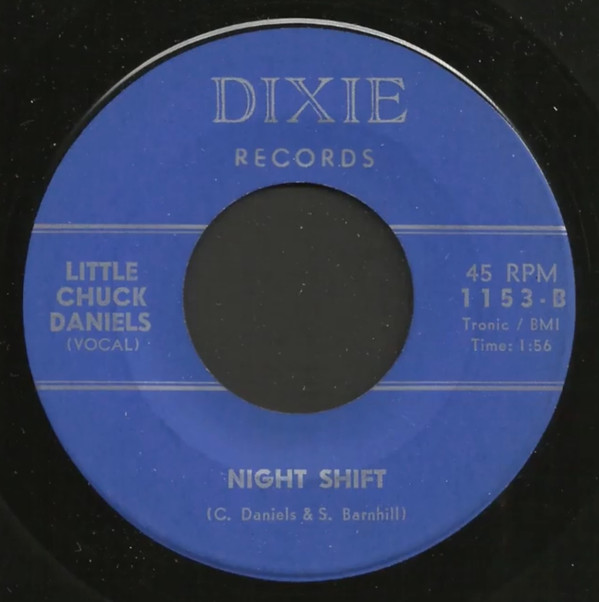 DIXIE
RECORDS
LITTLE
CHUCK
DANIELS
(VOCAL)
45 RPM
1153-B
Tronic / BMI
Time: 1:56
NIGHT SHIFT
(C. Daniels & S. Barnhill)